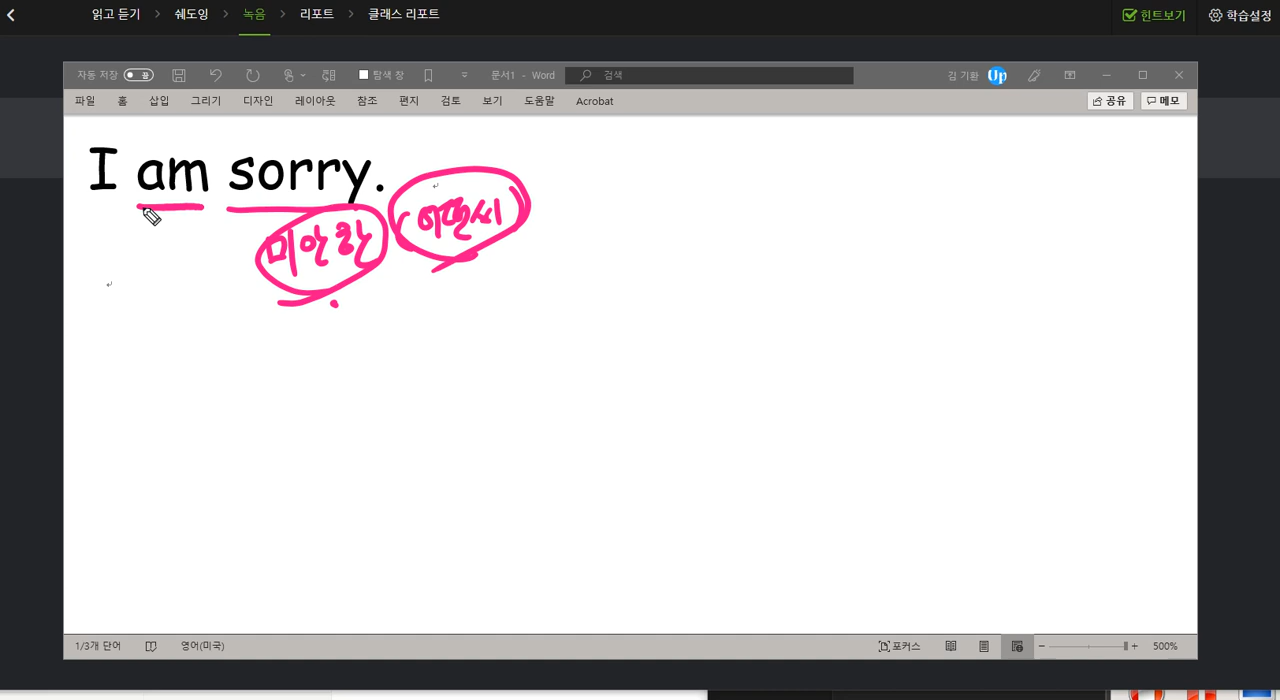 읽고 듣기 > 쉐도잉 > 녹음 > 리포트 > 클래스 리포트 힌트보기 학습설정
자동 저장 끔 탐색 창 문서1 - Word 검색 김 기환 Up
파일 홈 삽입 그리기 디자인 레이아웃 참조 편지 검토 보기 도움말 Acrobat 공유 메모
I am sorry.
미안한
1/3개 단어 영어(미국) 포커스 500%